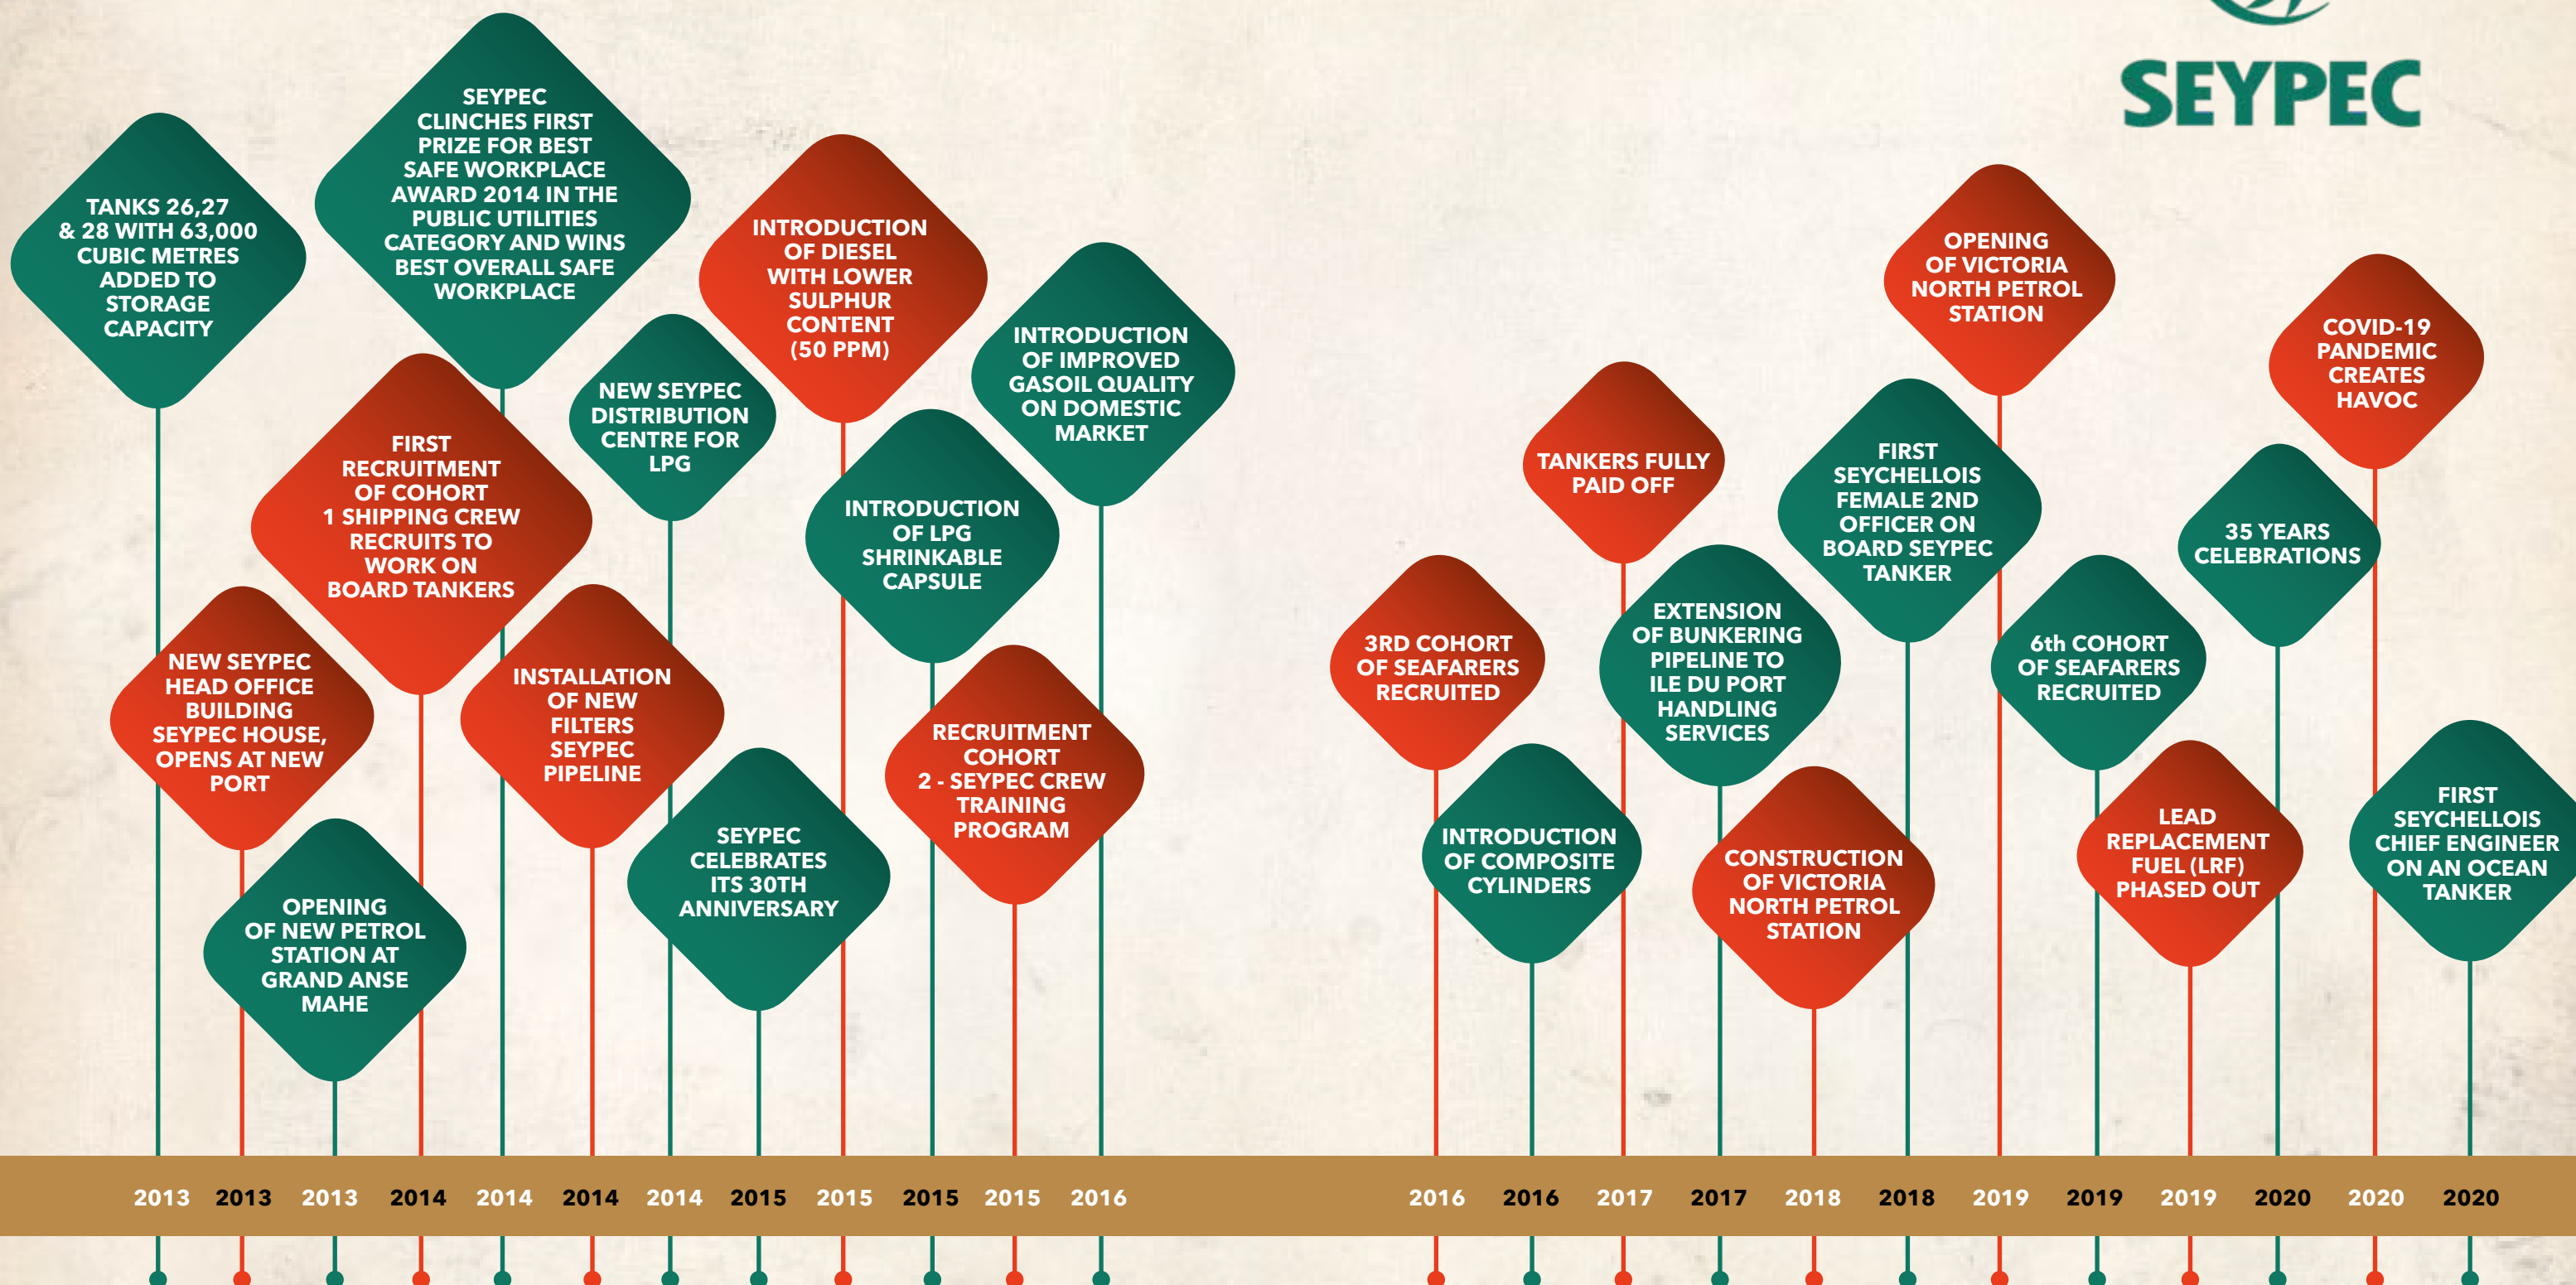 SEYPEC
TANKS 26,27
& 28 WITH 63,000
CUBIC METRES
ADDED TO
STORAGE
CAPACITY
NEW SEYPEC
HEAD OFFICE
BUILDING
SEYPEC HOUSE,
OPENS AT NEW
PORT
OPENING
OF NEW PETROL
STATION AT
GRAND ANSE
MAHE
FIRST
RECRUITMENT
OF COHORT
1 SHIPPING CREW
RECRUITS TO
WORK ON
BOARD TANKERS
SEYPEC
CLINCHES FIRST
PRIZE FOR BEST
SAFE WORKPLACE
AWARD 2014 IN THE
PUBLIC UTILITIES
CATEGORY AND WINS
BEST OVERALL SAFE
WORKPLACE
INSTALLATION
OF NEW
FILTERS
SEYPEC
PIPELINE
NEW SEYPEC
DISTRIBUTION
CENTRE FOR
LPG
SEYPEC
CELEBRATES
ITS 30TH
ANNIVERSARY
INTRODUCTION
OF DIESEL
WITH LOWER
SULPHUR
CONTENT
(50 PPM)
INTRODUCTION
OF LPG
SHRINKABLE
CAPSULE
RECRUITMENT
COHORT
2 - SEYPEC CREW
TRAINING
PROGRAM
INTRODUCTION
OF IMPROVED
GASOIL QUALITY
ON DOMESTIC
MARKET
3RD COHORT
OF SEAFARERS
RECRUITED
INTRODUCTION
OF COMPOSITE
CYLINDERS
TANKERS FULLY
PAID OFF
EXTENSION
OF BUNKERING
PIPELINE TO
ILE DU PORT
HANDLING
SERVICES
CONSTRUCTION
OF VICTORIA
NORTH PETROL
STATION
FIRST
SEYCHELLOIS
FEMALE 2ND
OFFICER ON
BOARD SEYPEC
TANKER
OPENING
OF VICTORIA
NORTH PETROL
STATION
6th COHORT
OF SEAFARERS
RECRUITED
LEAD
REPLACEMENT
FUEL (LRF)
PHASED OUT
35 YEARS
CELEBRATIONS
COVID-19
PANDEMIC
CREATES
HAVOC
FIRST
SEYCHELLOIS
CHIEF ENGINEER
ON AN OCEAN
TANKER
2013 2013 2013 2014 2014 2014 2014 2015 2015 2015 2015 2016 2016 2016 2017 2017 2018 2018 2019 2019 2019 2020 2020 2020